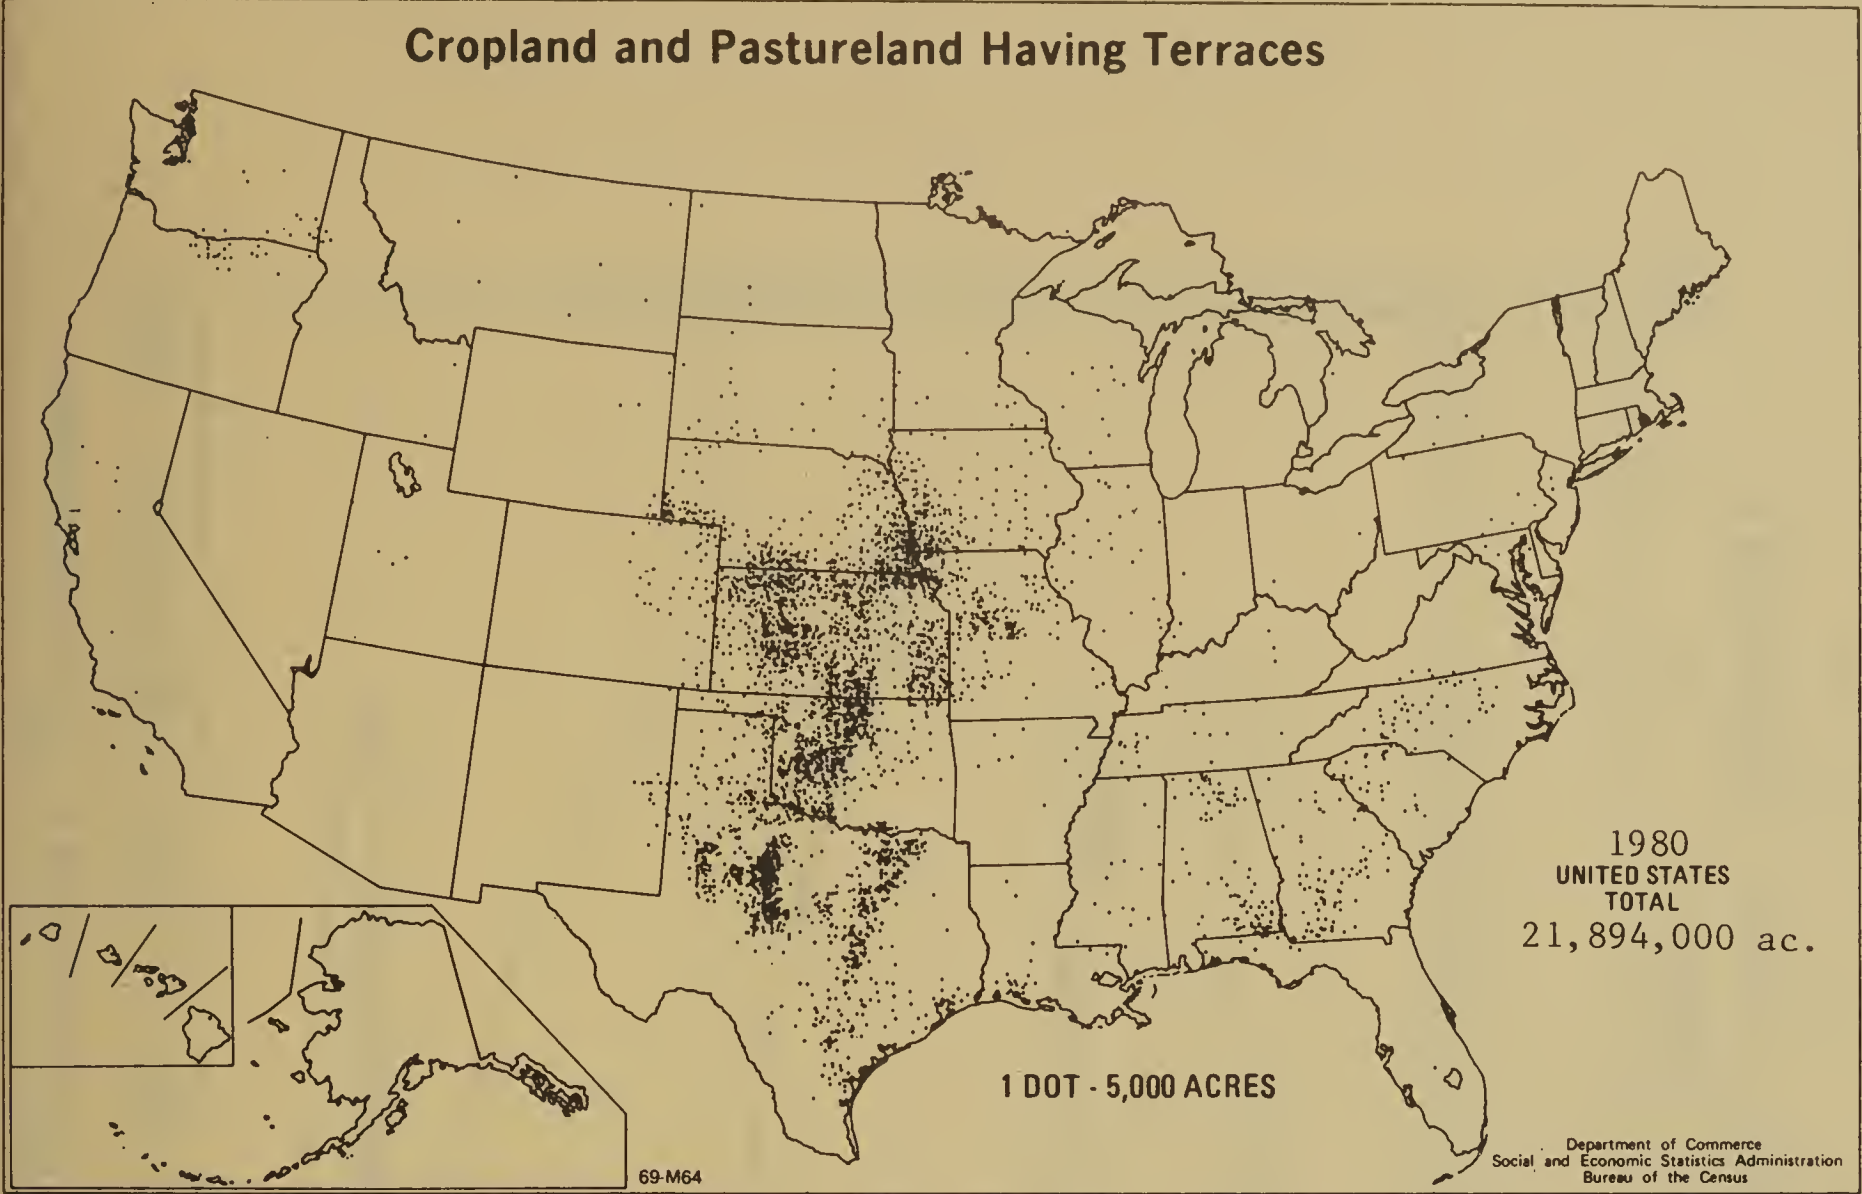 Cropland and Pastureland Having Terraces
1980
UNITED STATES
TOTAL
21,894,000 ac.
1 DOT - 5,000 ACRES
Department of Commerce
Social and Economic Statistics Administration
Bureau of the Census
69-M64